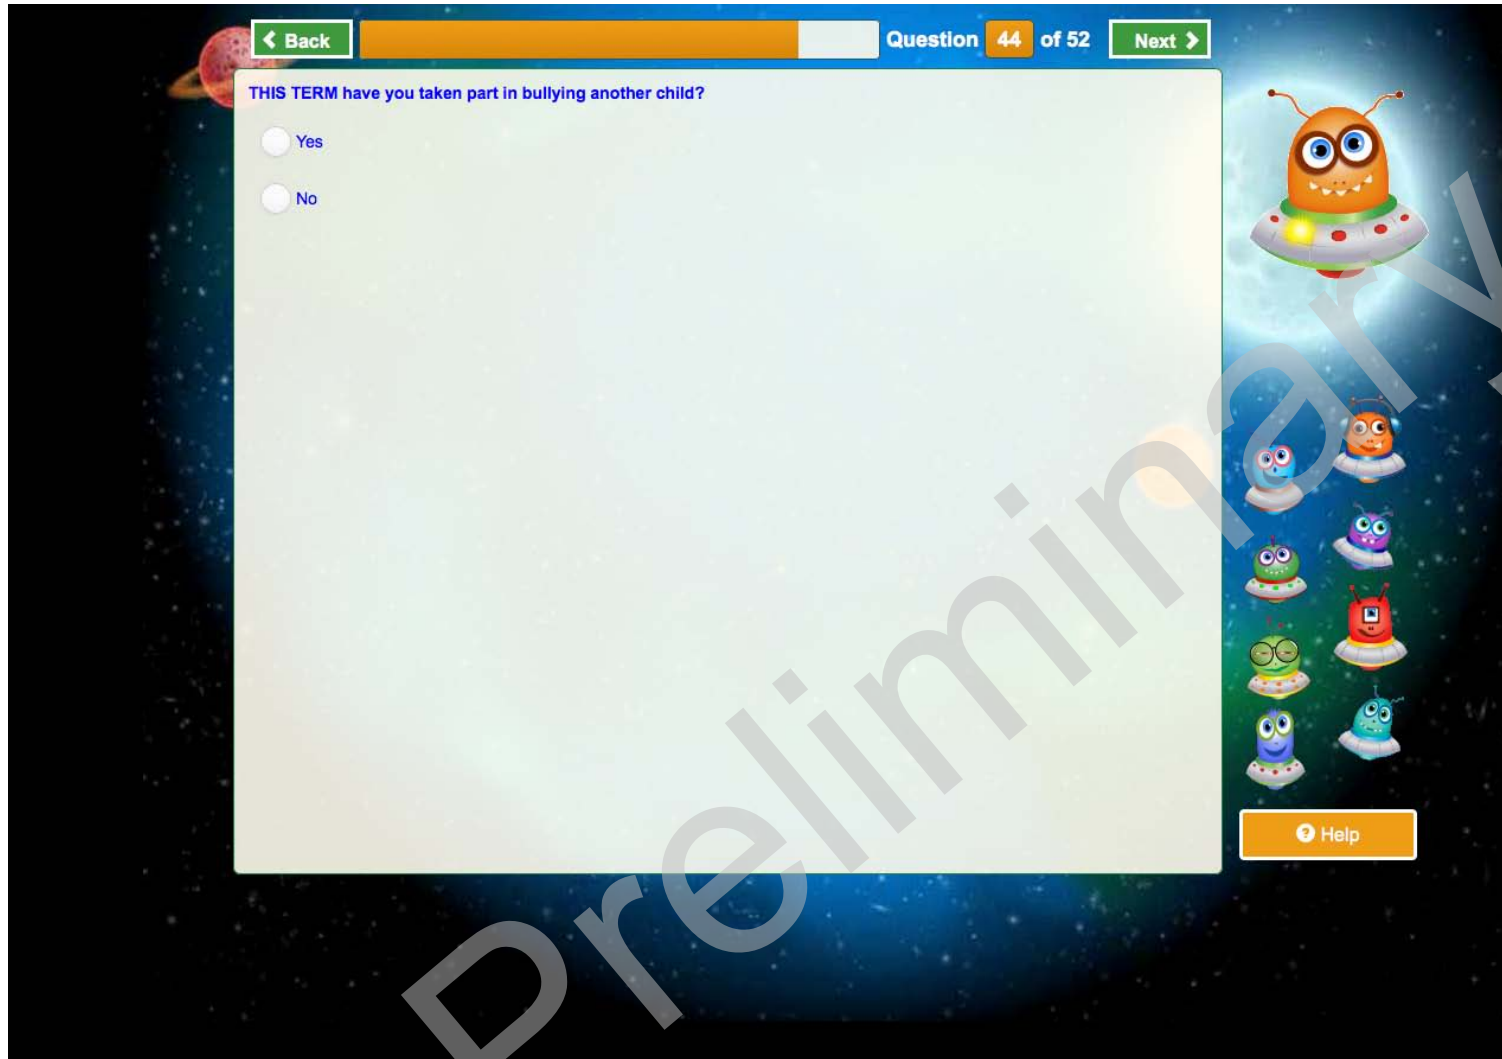 Back
Question 44 of 52
Next
THIS TERM have you taken part in bullying another child?
Yes
No
Help
Preliminary